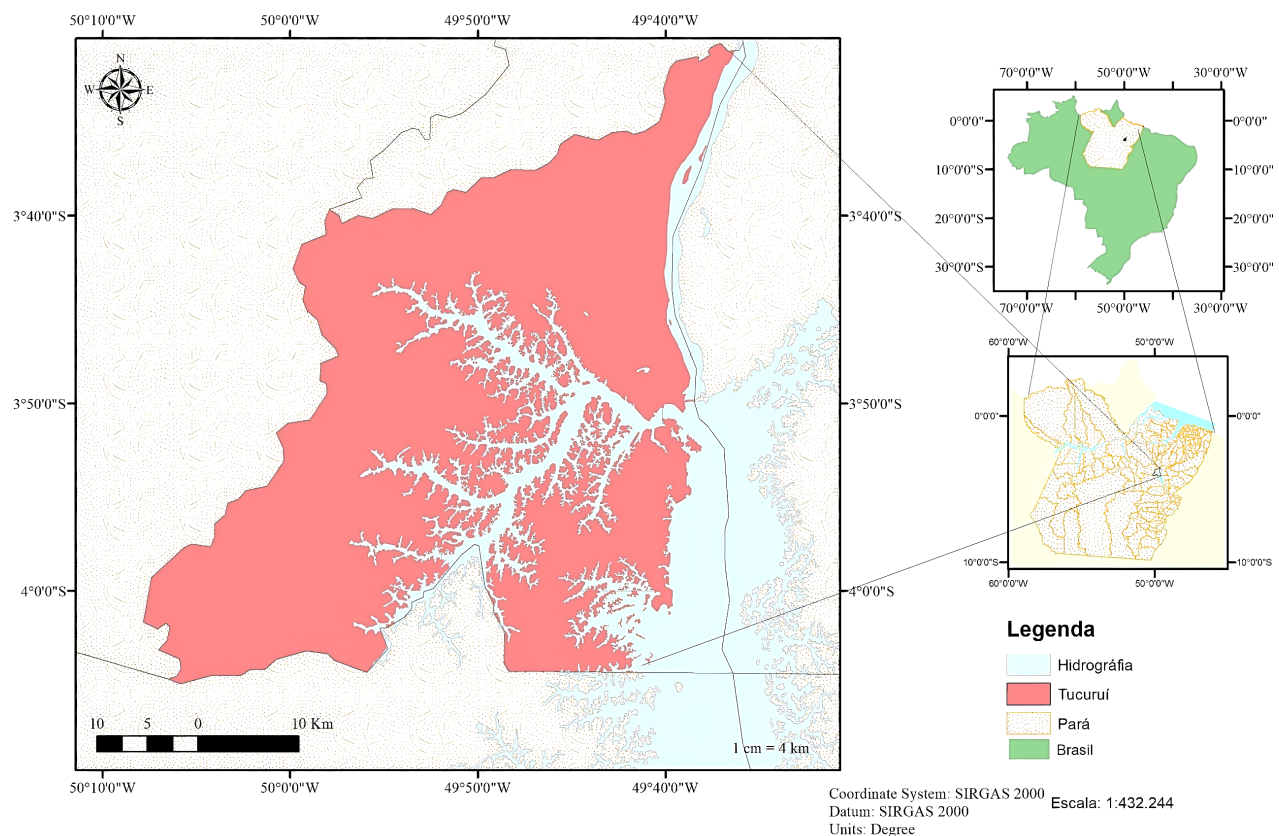 50°10'0"W 50°0'0"W 49°50'0"W 49°40'0"W
N
W E
S
3°40'0"S 3°40'0"S
3°50'0"S 3°50'0"S
4°0'0"S 4°0'0"S
10 5 0 10 Km
1 cm = 4 km
50°10'0"W 50°0'0"W 49°50'0"W 49°40'0"W
70°0'0"W 50°0'0"W 30°0'0"W
0°0'0" 0°0'0"
10°0'0"S 10°0'0"S
20°0'0"S 20°0'0"S
30°0'0"S 30°0'0"S
70°0'0"W 50°0'0"W 30°0'0"W
60°0'0"W 50°0'0"W
0°0'0" 0°0'0"
10°0'0"S 10°0'0"S
60°0'0"W 50°0'0"W
Legenda
Hidrográfia
Tucuruí
Pará
Brasil
Coordinate System: SIRGAS 2000
Datum: SIRGAS 2000
Units: Degree
Escala: 1:432.244